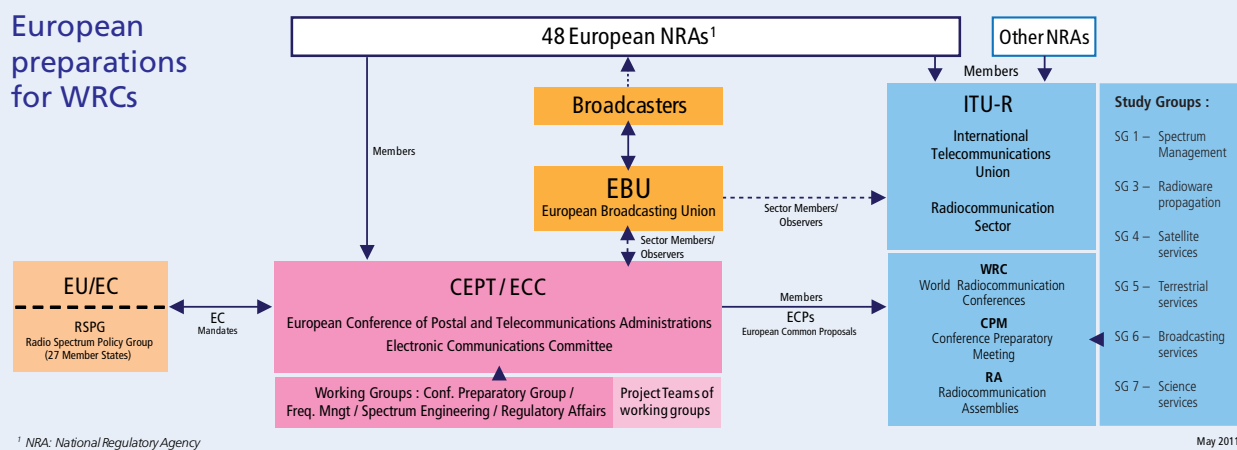 European
preparations
for WRCs
48 European NRAs¹
Other NRAs
Members
Broadcasters
Members
EBU
European Broadcasting Union
Sector Members/
Observers
Sector Members/
Observers
ITU-R
International
Telecommunications
Union
Radiocommunication
Sector
Study Groups :
SG 1 – Spectrum
Management
SG 3 – Radioware
propagation
SG 4 – Satellite
services
SG 5 – Terrestrial
services
SG 6 – Broadcasting
services
SG 7 – Science
services
EU/EC
RSPG
Radio Spectrum Policy Group
(27 Member States)
EC
Mandates
CEPT / ECC
European Conference of Postal and Telecommunications Administrations
Electronic Communications Committee
Members
ECPs
European Common Proposals
WRC
World Radiocommunication
Conferences
CPM
Conference Preparatory
Meeting
RA
Radiocommunication
Assemblies
Working Groups : Conf. Preparatory Group /
Freq. Mngt / Spectrum Engineering / Regulatory Affairs
Project Teams of
working groups
¹ NRA: National Regulatory Agency
May 2011